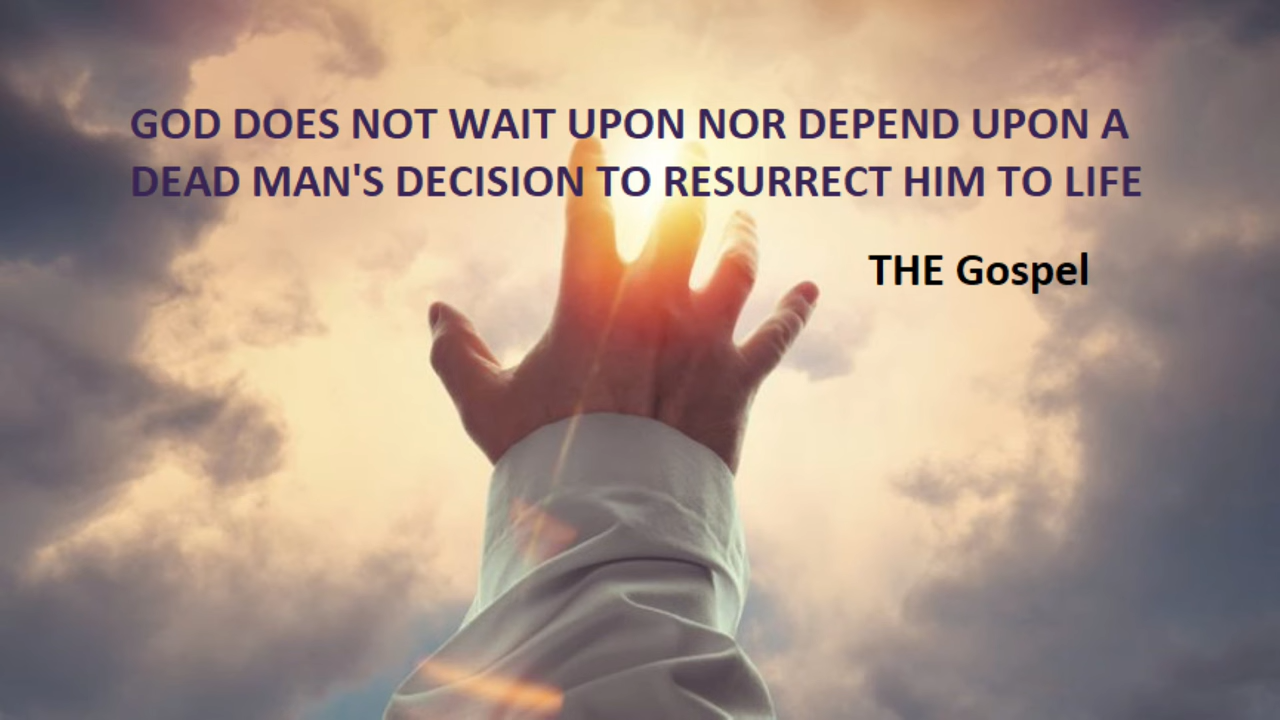 GOD DOES NOT WAIT UPON NOR DEPEND UPON A
DEAD MAN'S DECISION TO RESURRECT HIM TO LIFE
THE Gospel